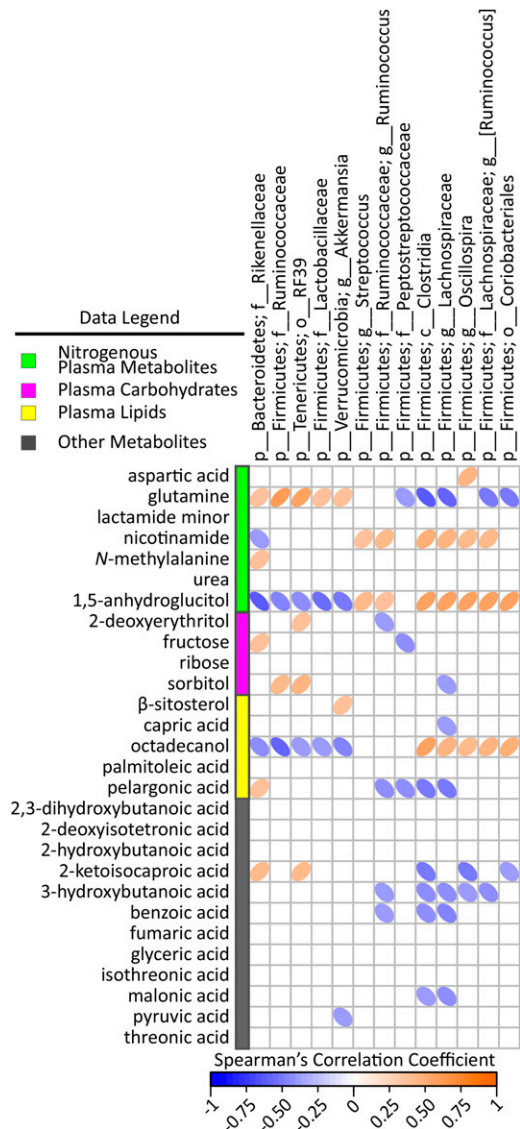 p__Bacteroidetes; f__Rikenellaceae
p__Firmicutes; f__Ruminococcaceae
p__Tenericutes; o__RF39
p__Firmicutes; f__Lactobacillaceae
p__Verrucomicrobia; g__Akkermansia
p__Firmicutes; g__Streptococcus
p__Firmicutes; f__Ruminococcaceae; g__Ruminococcus
p__Firmicutes; f__Peptostreptococcaceae
p__Firmicutes; c__Clostridia
p__Firmicutes; g__Lachnospiraceae
p__Firmicutes; g__Oscillospira
p__Firmicutes; f__Lachnospiraceae; g__[Ruminococcus]
p__Firmicutes; o__Coriobacteriales
Data Legend
Nitrogenous
Plasma Metabolites
Plasma Carbohydrates
Plasma Lipids
Other Metabolites
aspartic acid
glutamine
lactamide minor
nicotinamide
N-methylalanine
urea
1,5-anhydroglucitol
2-deoxyerythritol
fructose
ribose
sorbitol
β-sitosterol
capric acid
octadecanol
palmitoleic acid
pelargonic acid
2,3-dihydroxybutanoic acid
2-deoxyisotetronic acid
2-hydroxybutanoic acid
2-ketoisocaproic acid
3-hydroxybutanoic acid
benzoic acid
fumaric acid
glyceric acid
isothreonic acid
malonic acid
pyruvic acid
threonic acid
Spearman's Correlation Coefficient
-1 -0.75 -0.50 -0.25 0 0.25 0.50 0.75 1